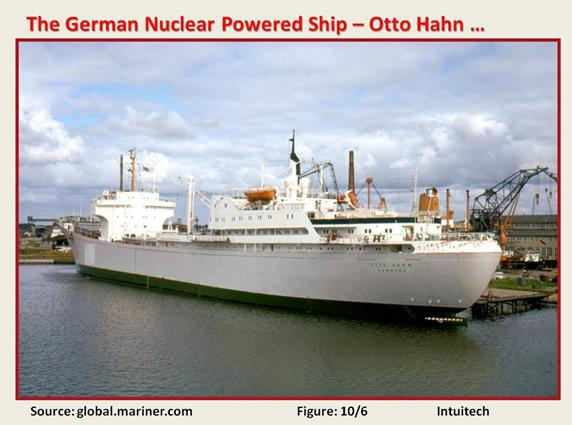 The German Nuclear Powered Ship – Otto Hahn ...
OTTO HAHN
HAMBURG
Source: global.mariner.com Figure: 10/6 Intuitech